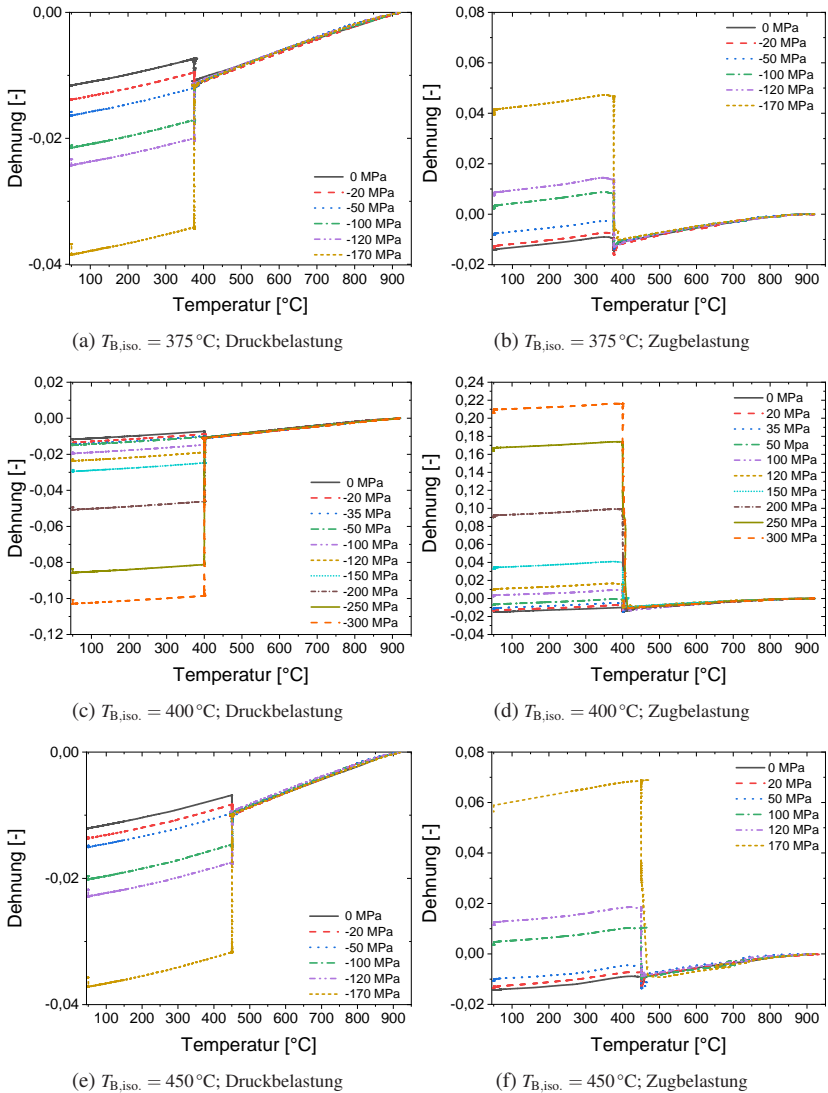 0,00
-0,02
-0,04
Dehnung [-]
0 MPa
-20 MPa
-50 MPa
-100 MPa
-120 MPa
-170 MPa
100 200 300 400 500 600 700 800 900
Temperatur [°C]
(a) T_B,iso. = 375 °C; Druckbelastung
0,08
0,06
0,04
0,02
0,00
-0,02
Dehnung [-]
0 MPa
-20 MPa
-50 MPa
-100 MPa
-120 MPa
-170 MPa
100 200 300 400 500 600 700 800 900
Temperatur [°C]
(b) T_B,iso. = 375 °C; Zugbelastung
0,02
0,00
-0,02
-0,04
-0,06
-0,08
-0,10
-0,12
Dehnung [-]
0 MPa
-20 MPa
-35 MPa
-50 MPa
-100 MPa
-120 MPa
-150 MPa
-200 MPa
-250 MPa
-300 MPa
100 200 300 400 500 600 700 800 900
Temperatur [°C]
(c) T_B,iso. = 400 °C; Druckbelastung
0,24
0,22
0,20
0,18
0,16
0,14
0,12
0,10
0,08
0,06
0,04
0,02
0,00
-0,02
-0,04
Dehnung [-]
0 MPa
20 MPa
35 MPa
50 Mpa
100 MPa
120 MPa
150 MPa
200 MPa
250 MPa
300 MPa
100 200 300 400 500 600 700 800 900
Temperatur [°C]
(d) T_B,iso. = 400 °C; Zugbelastung
0,00
-0,02
-0,04
Dehnung [-]
0 MPa
-20 MPa
-50 MPa
-100 MPa
-120 MPa
-170 MPa
100 200 300 400 500 600 700 800 900
Temperatur [°C]
(e) T_B,iso. = 450 °C; Druckbelastung
0,08
0,06
0,04
0,02
0,00
-0,02
Dehnung [-]
0 MPa
20 MPa
50 MPa
100 MPa
120 MPa
170 MPa
100 200 300 400 500 600 700 800 900
Temperatur [°C]
(f) T_B,iso. = 450 °C; Zugbelastung